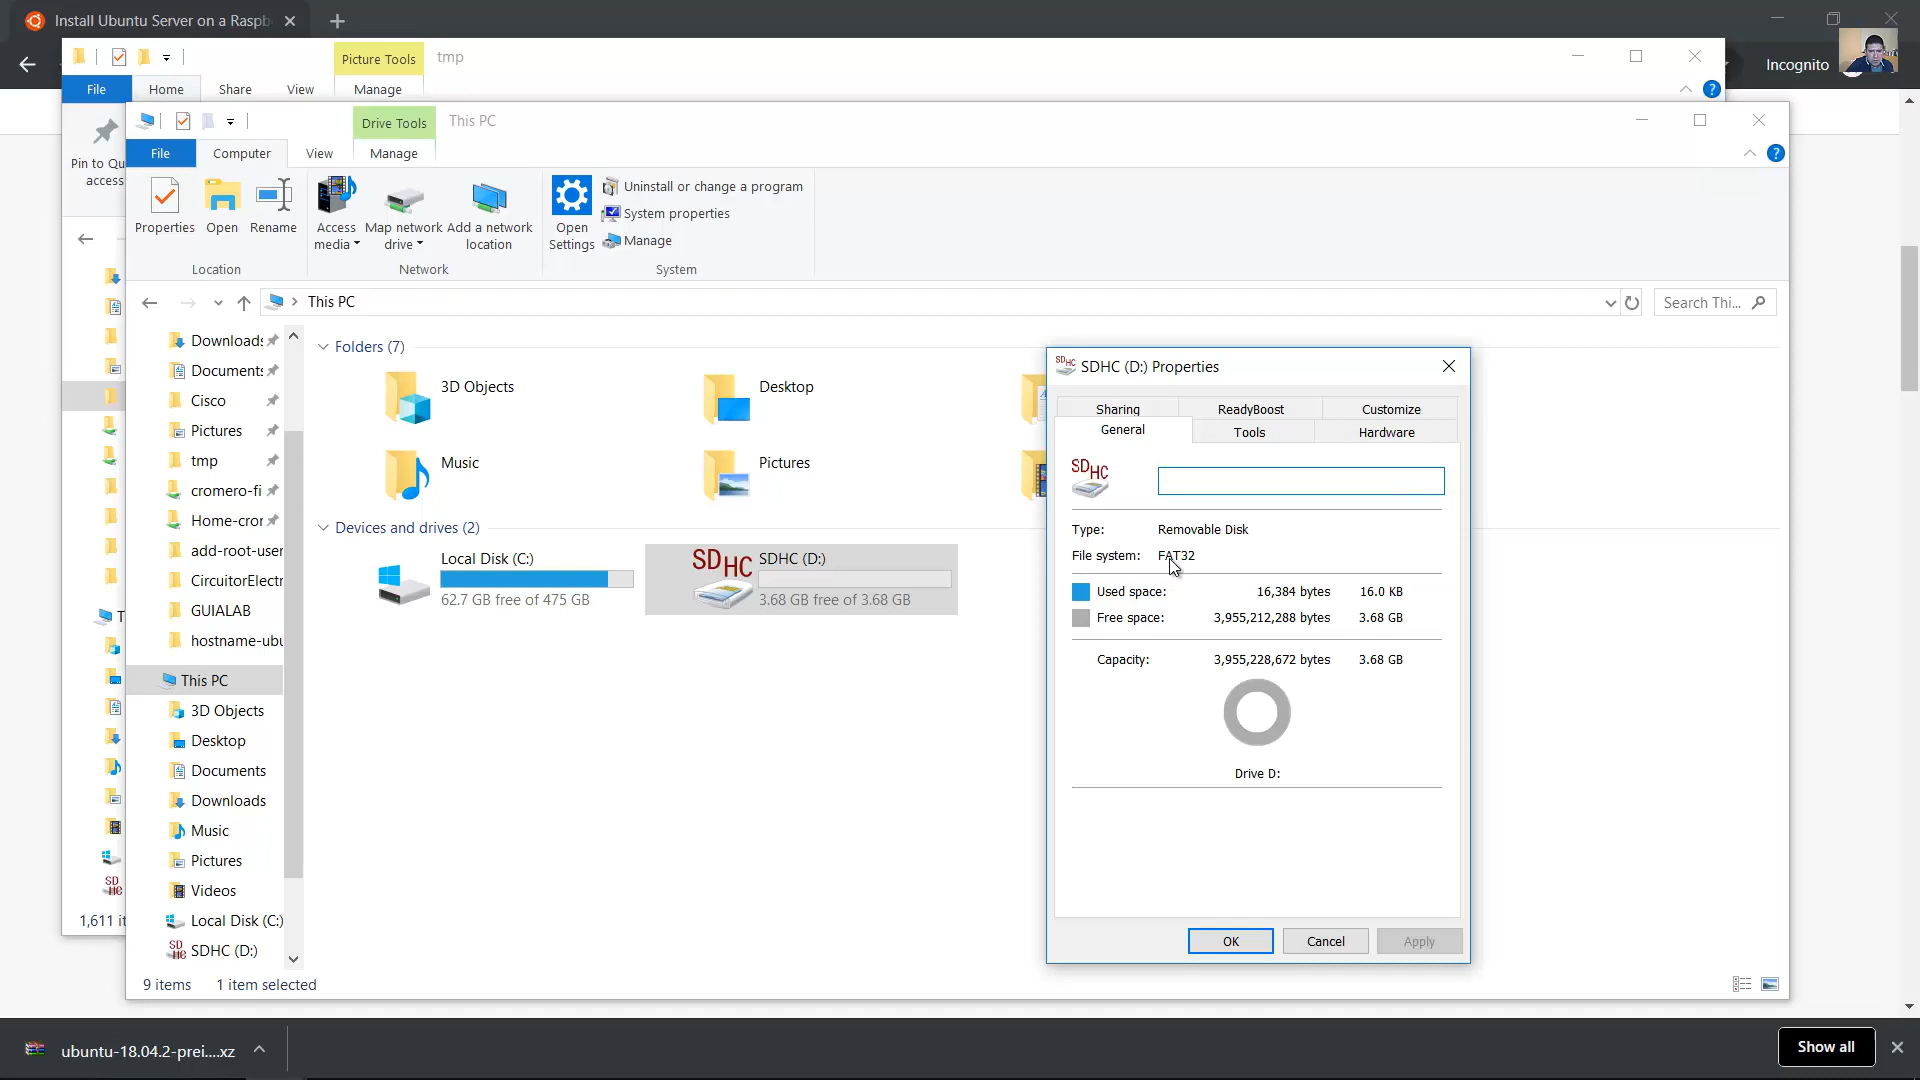 Install Ubuntu Server on a Raspb
Incognito
Picture Tools
tmp
File
Home
Share
View
Manage
Pin to Qu
access
Drive Tools
This PC
File
Computer
View
Manage
Properties
Open
Rename
Access
media
Map network
drive
Add a network
location
Open
Settings
Uninstall or change a program
System properties
Manage
Location
Network
System
This PC
Search Thi...
Downloads
Documents
Cisco
Pictures
tmp
cromero-fi
Home-cror
add-root-user
CircuitorElectr
GUIALAB
hostname-ubu
This PC
3D Objects
Desktop
Documents
Downloads
Music
Pictures
Videos
Local Disk (C:)
SDHC (D:)
1,611 it
Folders (7)
3D Objects
Desktop
Music
Pictures
Devices and drives (2)
Local Disk (C:)
62.7 GB free of 475 GB
SDHC
SDHC (D:)
3.68 GB free of 3.68 GB
9 items
1 item selected
SDHC (D:) Properties
Sharing
ReadyBoost
Customize
General
Tools
Hardware
SDHC
Type: Removable Disk
File system: FAT32
Used space: 16,384 bytes 16.0 KB
Free space: 3,955,212,288 bytes 3.68 GB
Capacity: 3,955,228,672 bytes 3.68 GB
Drive D:
OK
Cancel
Apply
ubuntu-18.04.2-prei....xz
Show all